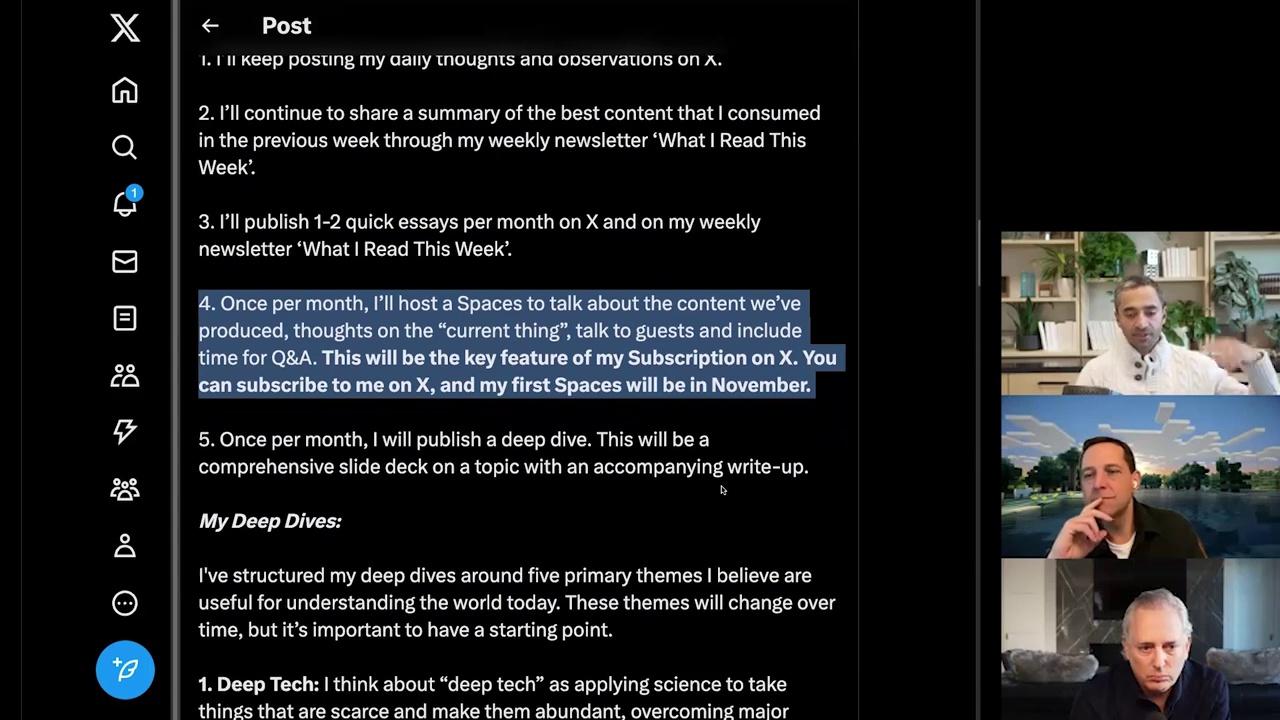 Post
1. I'll keep posting my daily thoughts and observations on X.
2. I’ll continue to share a summary of the best content that I consumed
in the previous week through my weekly newsletter ‘What I Read This
Week’.
3. I’ll publish 1-2 quick essays per month on X and on my weekly
newsletter ‘What I Read This Week’.
4. Once per month, I’ll host a Spaces to talk about the content we’ve
produced, thoughts on the “current thing”, talk to guests and include
time for Q&A. This will be the key feature of my Subscription on X. You
can subscribe to me on X, and my first Spaces will be in November.
5. Once per month, I will publish a deep dive. This will be a
comprehensive slide deck on a topic with an accompanying write-up.
My Deep Dives:
I've structured my deep dives around five primary themes I believe are
useful for understanding the world today. These themes will change over
time, but it’s important to have a starting point.
1. Deep Tech: I think about “deep tech” as applying science to take
things that are scarce and make them abundant, overcoming major
1